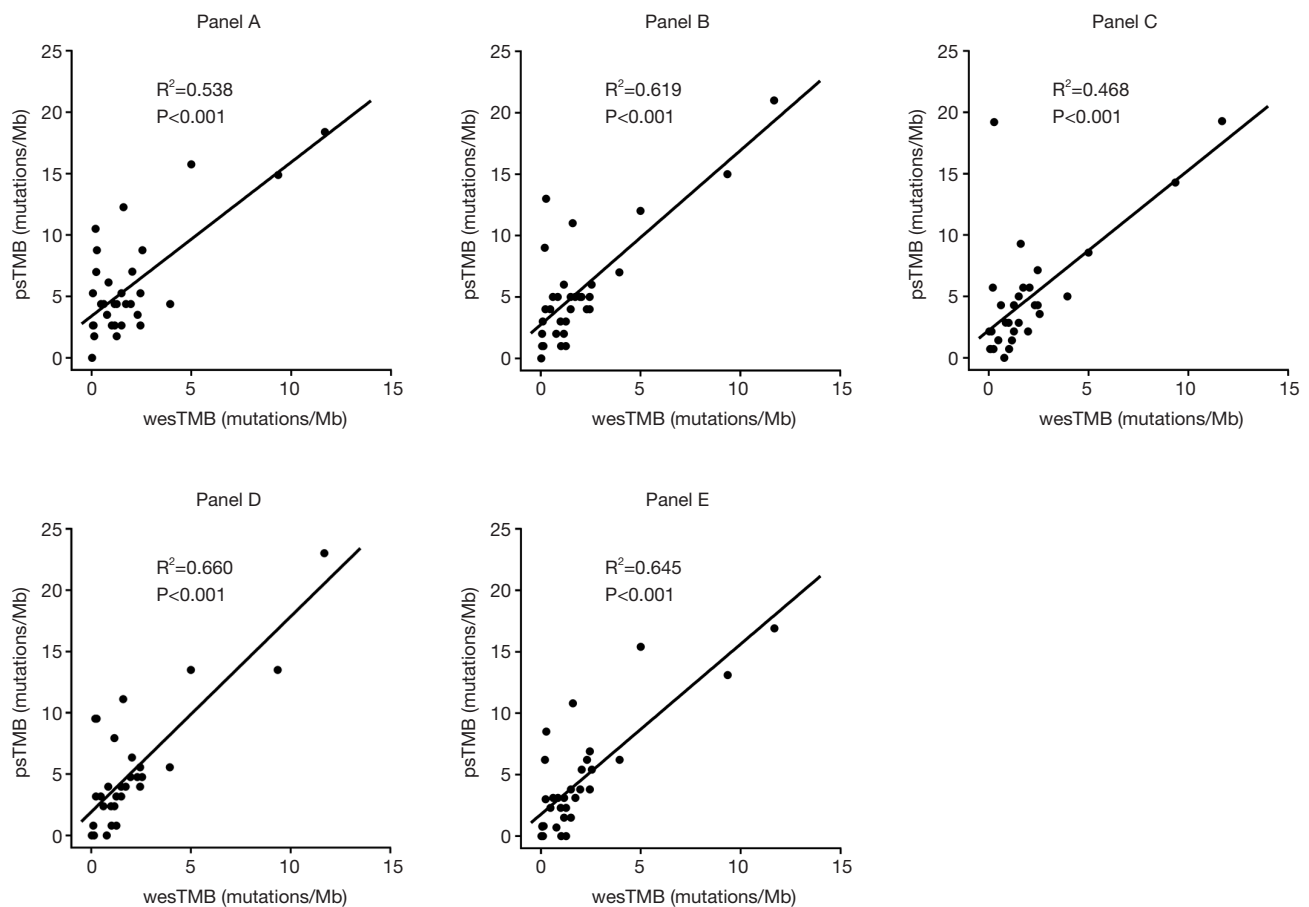 Panel A
25
20
15
10
5
0
psTMB (mutations/Mb)
R²=0.538
P<0.001
0 5 10 15
wesTMB (mutations/Mb)
Panel B
25
20
15
10
5
0
psTMB (mutations/Mb)
R²=0.619
P<0.001
0 5 10 15
wesTMB (mutations/Mb)
Panel C
25
20
15
10
5
0
psTMB (mutations/Mb)
R²=0.468
P<0.001
0 5 10 15
wesTMB (mutations/Mb)
Panel D
25
20
15
10
5
0
psTMB (mutations/Mb)
R²=0.660
P<0.001
0 5 10 15
wesTMB (mutations/Mb)
Panel E
25
20
15
10
5
0
psTMB (mutations/Mb)
R²=0.645
P<0.001
0 5 10 15
wesTMB (mutations/Mb)